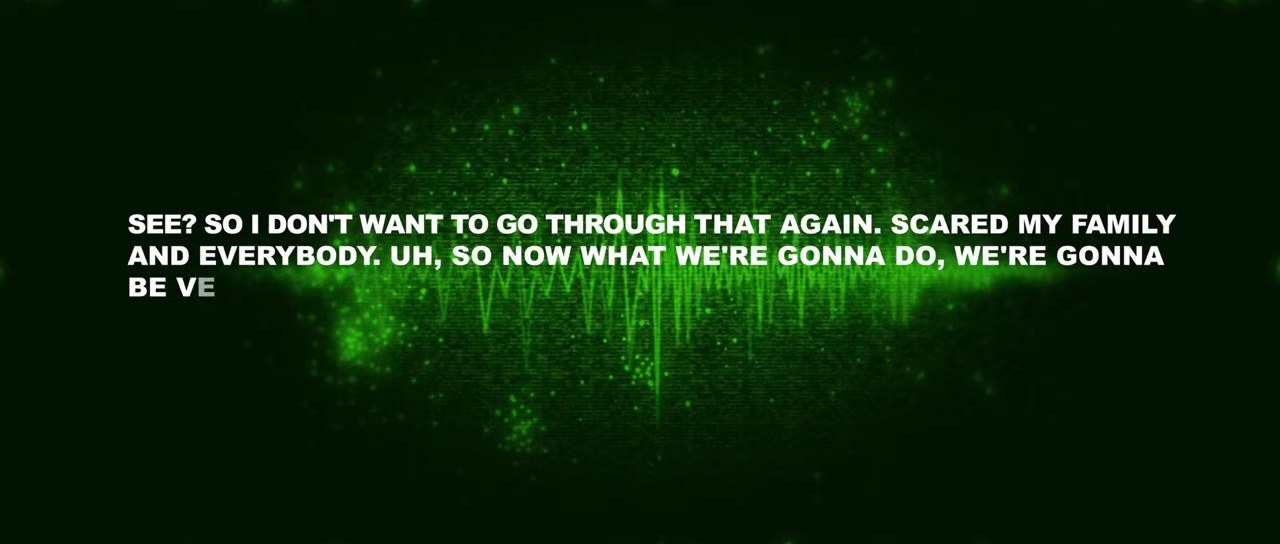 SEE? SO I DON'T WANT TO GO THROUGH THAT AGAIN. SCARED MY FAMILY
AND EVERYBODY. UH, SO NOW WHAT WE'RE GONNA DO, WE'RE GONNA
BE VE